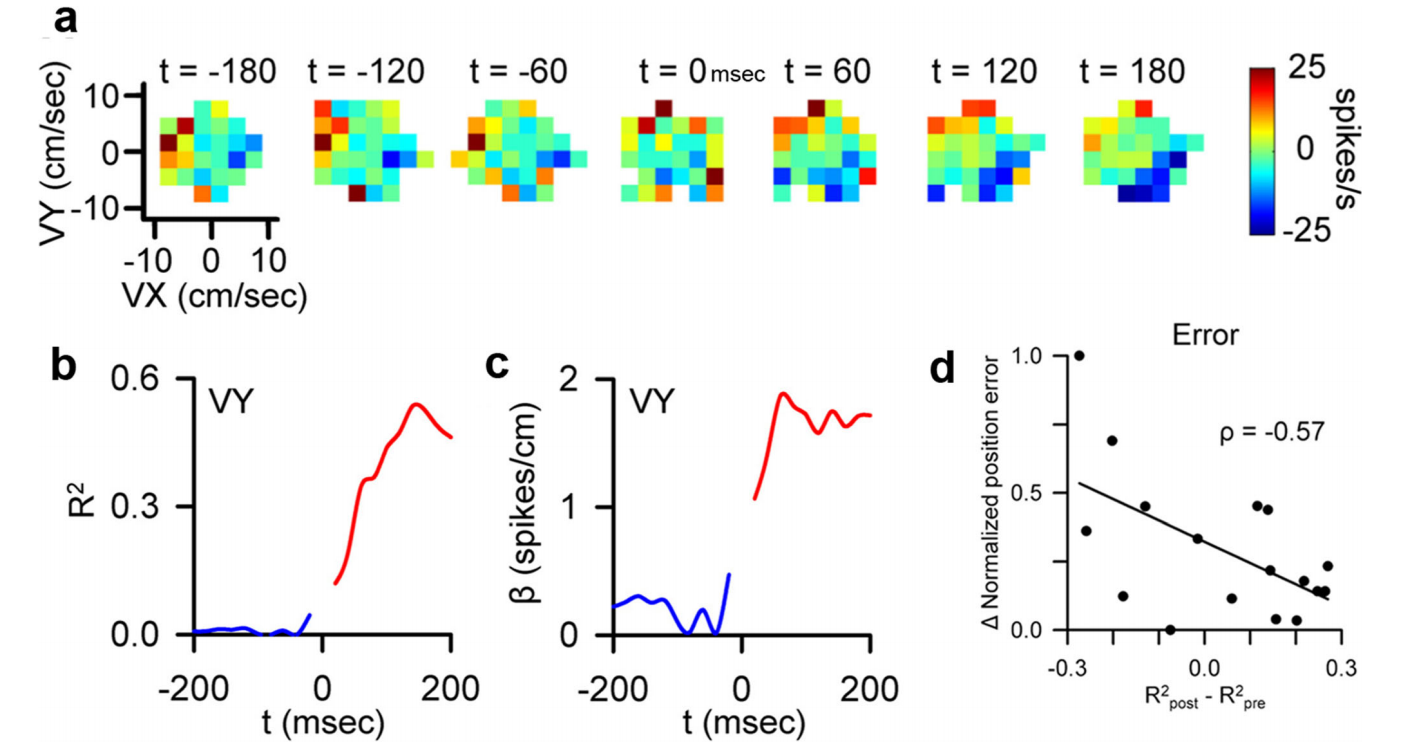 a
t = -180 t = -120 t = -60 t = 0 msec t = 60 t = 120 t = 180
10
0
-10
VY (cm/sec)
-10 0 10
VX (cm/sec)
25
0
-25
spikes/s
b
VY
0.6
0.3
0.0
R²
-200 0 200
t (msec)
c
VY
2
1
0
β (spikes/cm)
-200 0 200
t (msec)
d
Error
ρ = -0.57
1.0
0.5
0.0
Δ Normalized position error
-0.3 0.0 0.3
R²post - R²pre